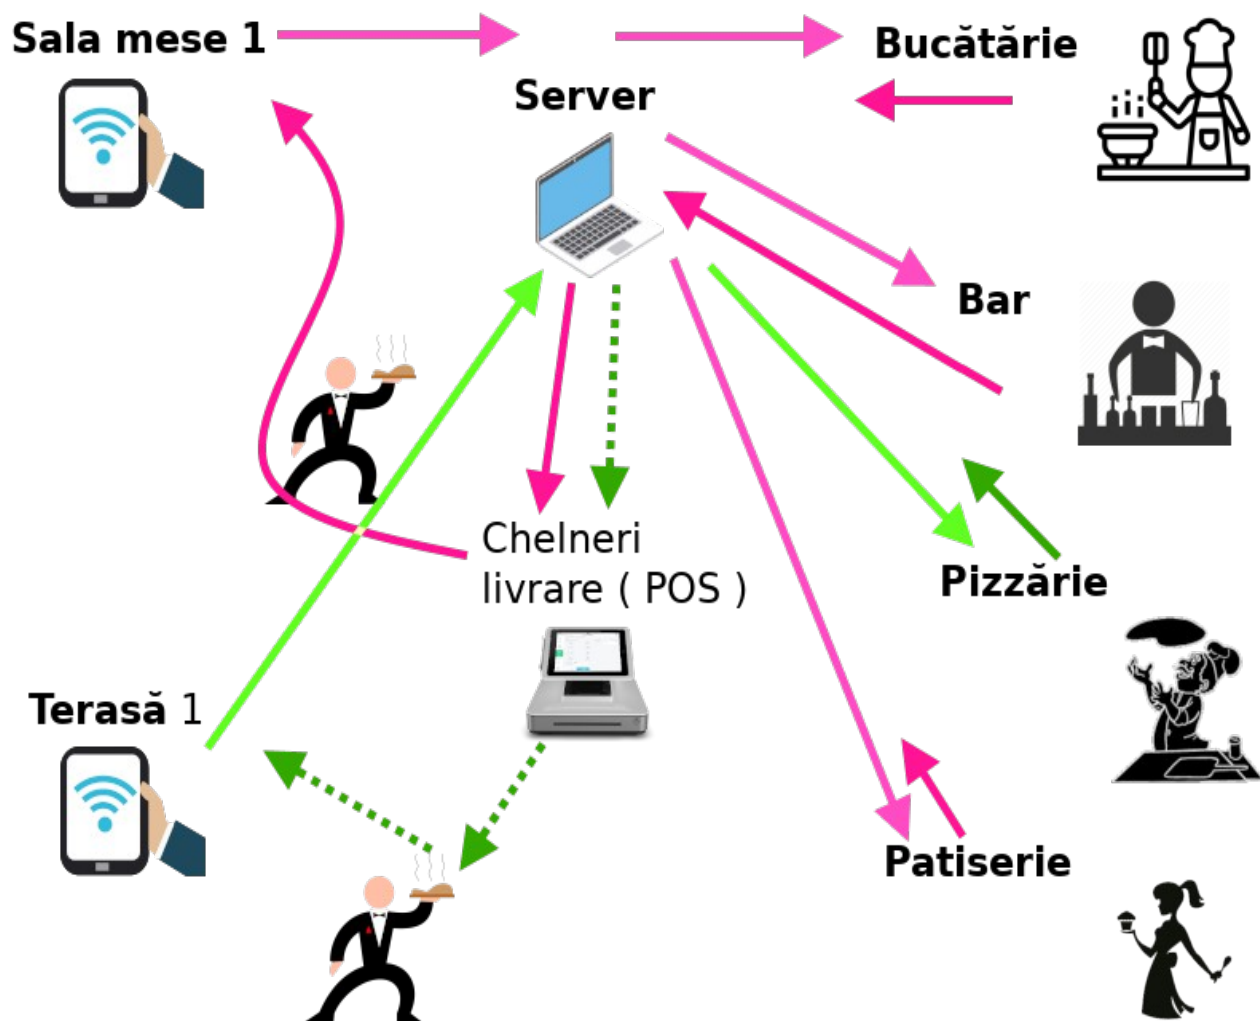 Sala mese 1
Bucătărie
Server
Bar
Chelneri
livrare ( POS )
Pizzărie
Terasă 1
Patiserie